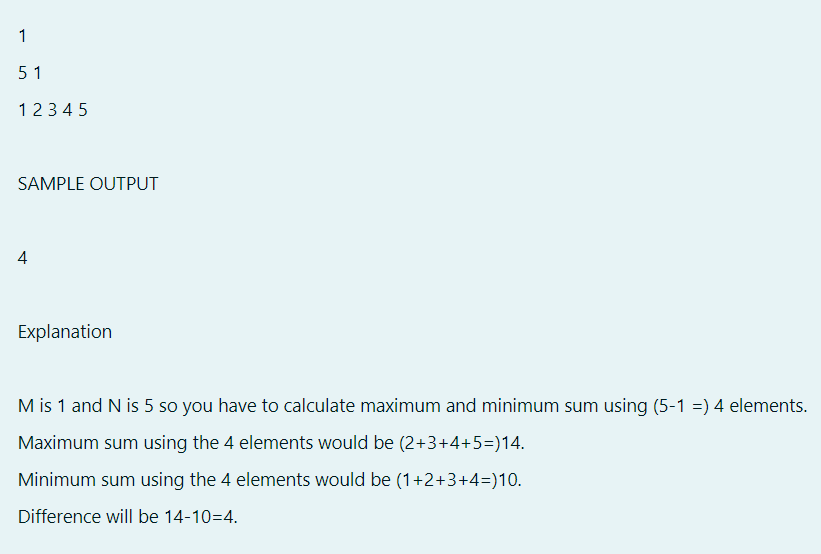 1
5 1
1 2 3 4 5
SAMPLE OUTPUT
4
Explanation
M is 1 and N is 5 so you have to calculate maximum and minimum sum using (5-1 =) 4 elements.
Maximum sum using the 4 elements would be (2+3+4+5=)14.
Minimum sum using the 4 elements would be (1+2+3+4=)10.
Difference will be 14-10=4.